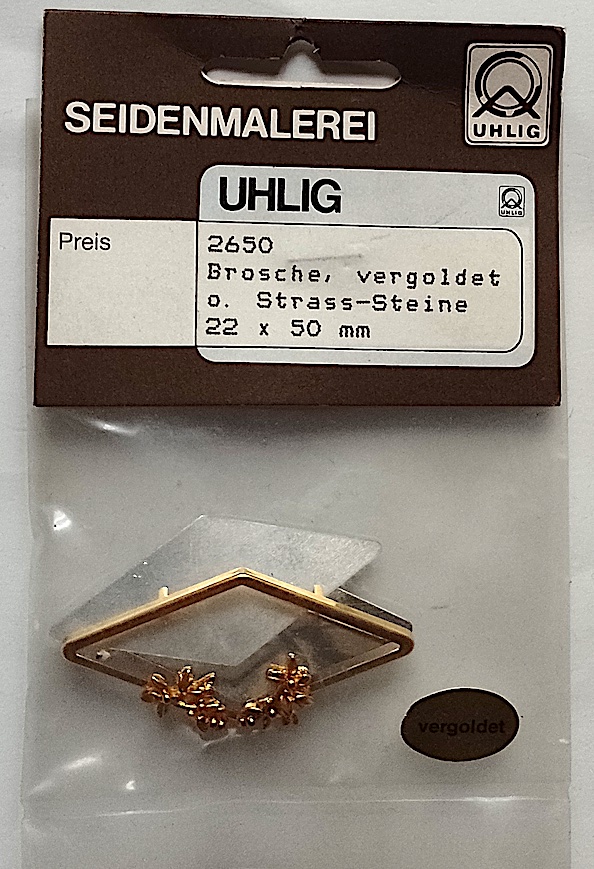 SEIDENMALEREI
UHLIG
UHLIG
UHLIG
Preis
2650
Brosche, vergoldet
o. Strass-Steine
22 x 50 mm
vergoldet